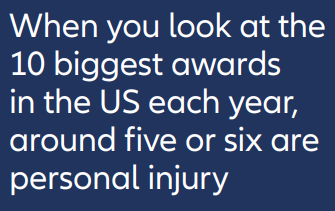 When you look at the
10 biggest awards
in the US each year,
around five or six are
personal injury